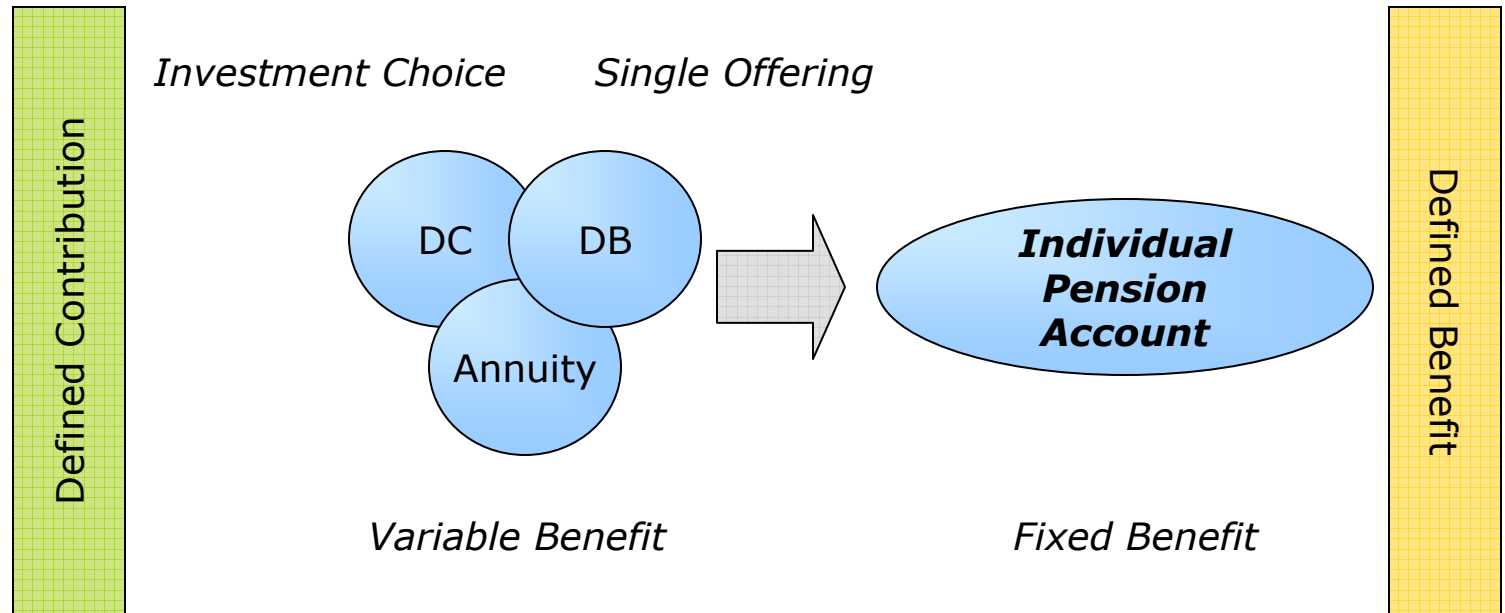 Defined Contribution
Investment Choice
Single Offering
DC
DB
Annuity
Individual
Pension
Account
Variable Benefit
Fixed Benefit
Defined Benefit